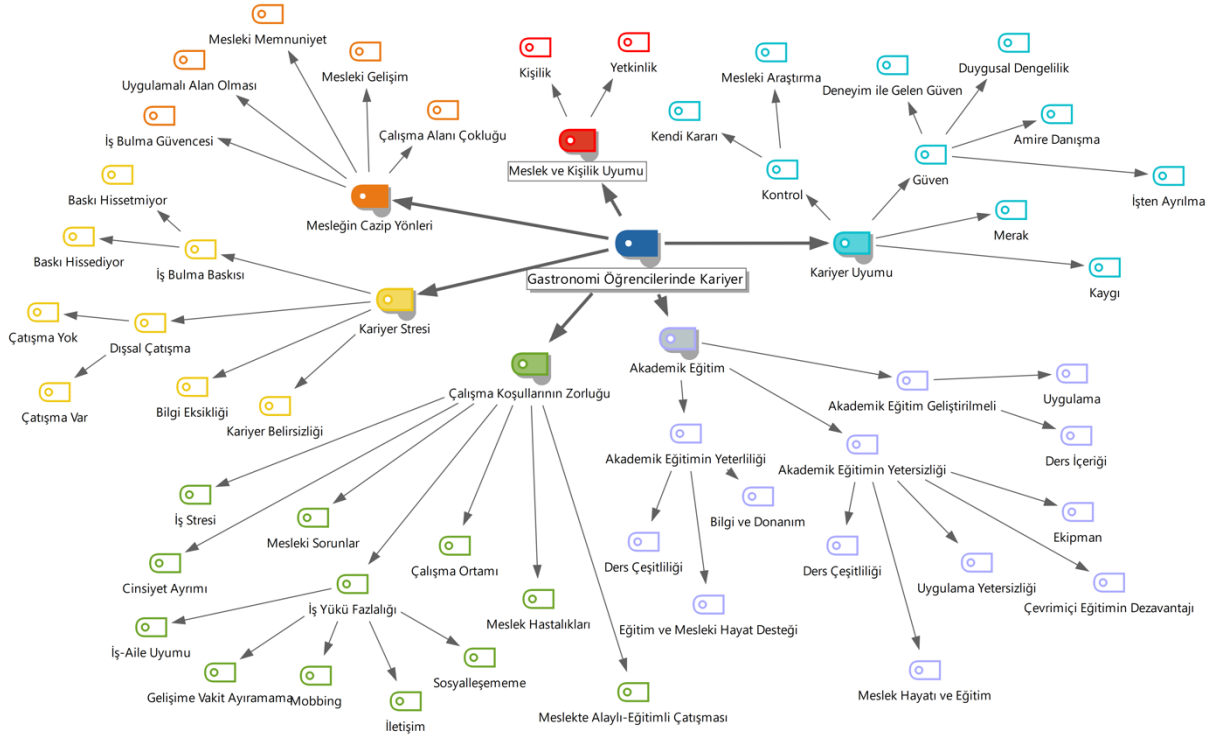 Mesleki Memnuniyet
Uygulamalı Alan Olması
Mesleki Gelişim
İş Bulma Güvencesi
Çalışma Alanı Çokluğu
Mesleğin Cazip Yönleri
Kişilik
Yetkinlik
Meslek ve Kişilik Uyumu
Mesleki Araştırma
Kendi Kararı
Kontrol
Duygusal Dengelilik
Deneyim ile Gelen Güven
Amire Danışma
Güven
İşten Ayrılma
Merak
Kariyer Uyumu
Kaygı
Gastronomi Öğrencilerinde Kariyer
Baskı Hissetmiyor
Baskı Hissediyor
İş Bulma Baskısı
Kariyer Stresi
Çatışma Yok
Dışsal Çatışma
Çatışma Var
Bilgi Eksikliği
Kariyer Belirsizliği
Çalışma Koşullarının Zorluğu
İş Stresi
Mesleki Sorunlar
Cinsiyet Ayrımı
Çalışma Ortamı
İş Yükü Fazlalığı
Meslek Hastalıkları
İş-Aile Uyumu
Gelişime Vakit Ayıramama
Mobbing
İletişim
Sosyalleşememe
Meslekte Alaylı-Eğitimli Çatışması
Akademik Eğitim
Akademik Eğitim Geliştirilmeli
Uygulama
Ders İçeriği
Akademik Eğitimin Yeterliliği
Bilgi ve Donanım
Ders Çeşitliliği
Eğitim ve Mesleki Hayat Desteği
Akademik Eğitimin Yetersizliği
Ekipman
Ders Çeşitliliği
Uygulama Yetersizliği
Çevrimiçi Eğitimin Dezavantajı
Meslek Hayatı ve Eğitim